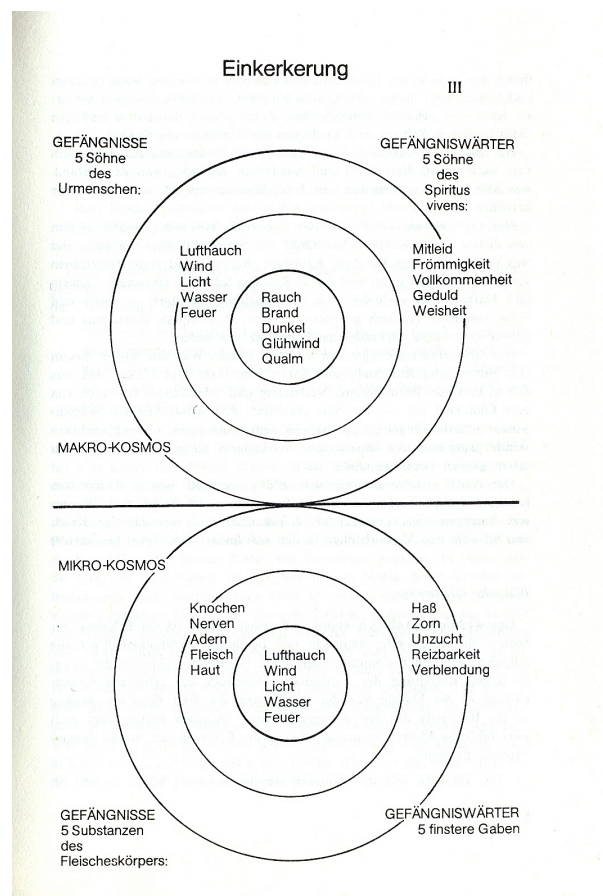 Einkerkerung
III
GEFÄNGNISSE
5 Söhne
des
Urmenschen:
GEFÄNGNISWÄRTER
5 Söhne
des
Spiritus
vivens:
Lufthauch
Wind
Licht
Wasser
Feuer
Rauch
Brand
Dunkel
Glühwind
Qualm
Mitleid
Frömmigkeit
Vollkommenheit
Geduld
Weisheit
MAKRO-KOSMOS
MIKRO-KOSMOS
Knochen
Nerven
Adern
Fleisch
Haut
Lufthauch
Wind
Licht
Wasser
Feuer
Haß
Zorn
Unzucht
Reizbarkeit
Verblendung
GEFÄNGNISSE
5 Substanzen
des
Fleischeskörpers:
GEFÄNGNISWÄRTER
5 finstere Gaben